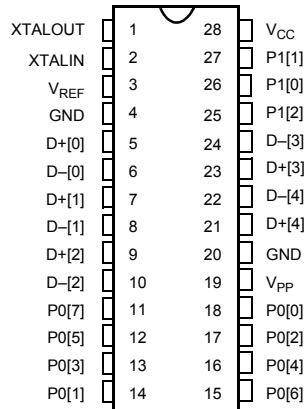 XTALOUT 1 28 VCC
XTALIN 2 27 P1[1]
VREF 3 26 P1[0]
GND 4 25 P1[2]
D+[0] 5 24 D–[3]
D–[0] 6 23 D+[3]
D+[1] 7 22 D–[4]
D–[1] 8 21 D+[4]
D+[2] 9 20 GND
D–[2] 10 19 VPP
P0[7] 11 18 P0[0]
P0[5] 12 17 P0[2]
P0[3] 13 16 P0[4]
P0[1] 14 15 P0[6]